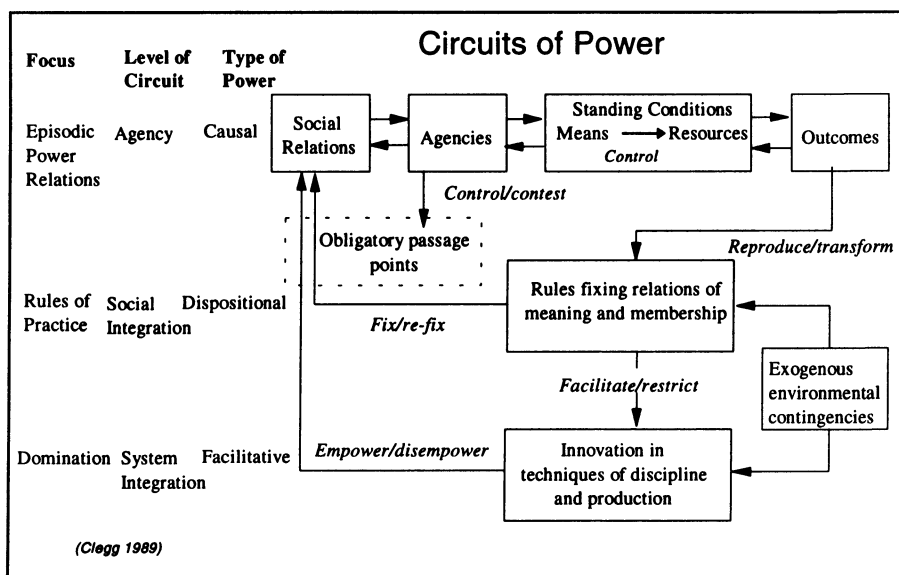 Circuits of Power
Focus
Level of
Circuit
Type of
Power
Episodic
Power
Relations
Agency
Causal
Social
Relations
Agencies
Standing Conditions
Means
Resources
Control
Outcomes
Control/contest
Obligatory passage
points
Reproduce/transform
Rules of
Practice
Social
Integration
Dispositional
Rules fixing relations of
meaning and membership
Fix/re-fix
Facilitate/restrict
Exogenous
environmental
contingencies
Domination
System
Integration
Facilitative
Empower/disempower
Innovation in
techniques of discipline
and production
(Clegg 1989)